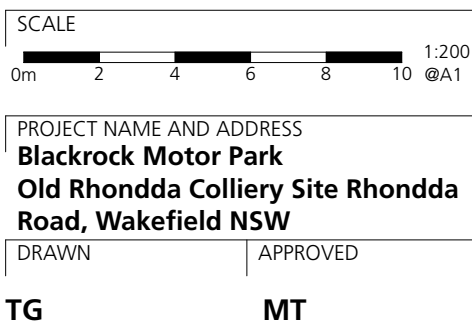 SCALE
1:200
0m 2 4 6 8 10 @A1
PROJECT NAME AND ADDRESS
Blackrock Motor Park
Old Rhondda Colliery Site Rhondda
Road, Wakefield NSW
DRAWN APPROVED
TG MT